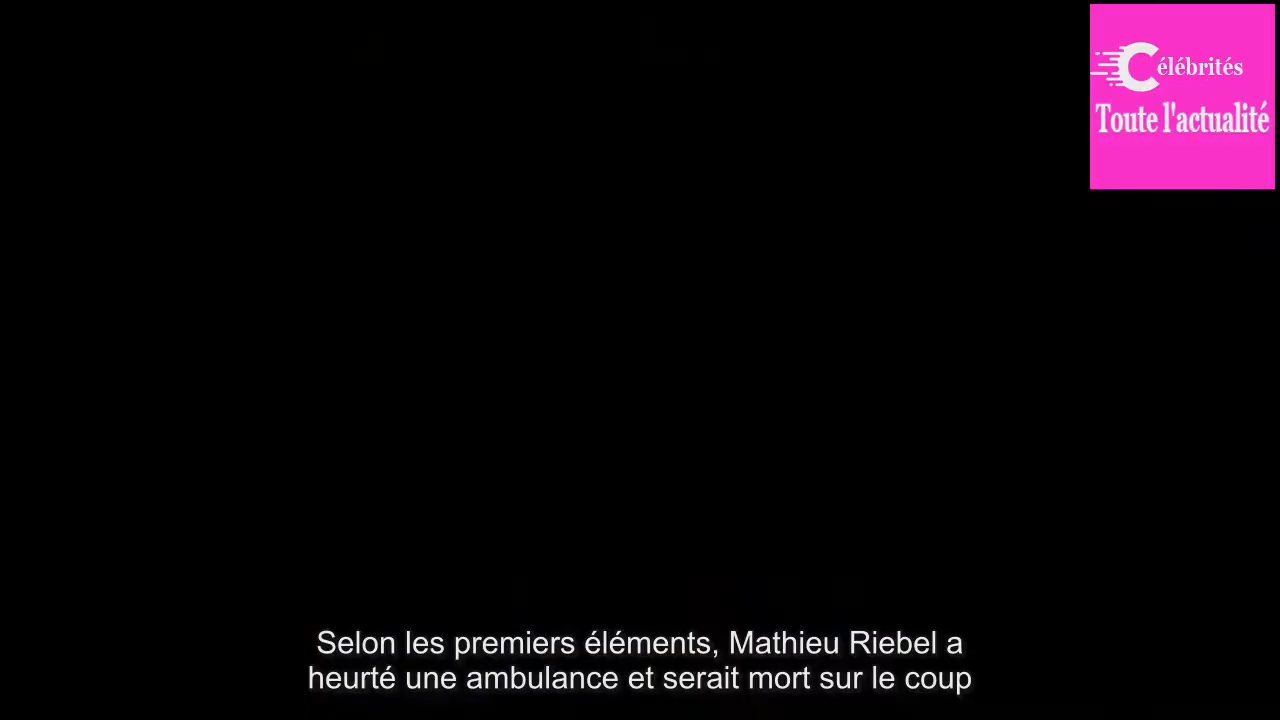 Célébrités
Toute l'actualité
Selon les premiers éléments, Mathieu Riebel a
heurté une ambulance et serait mort sur le coup